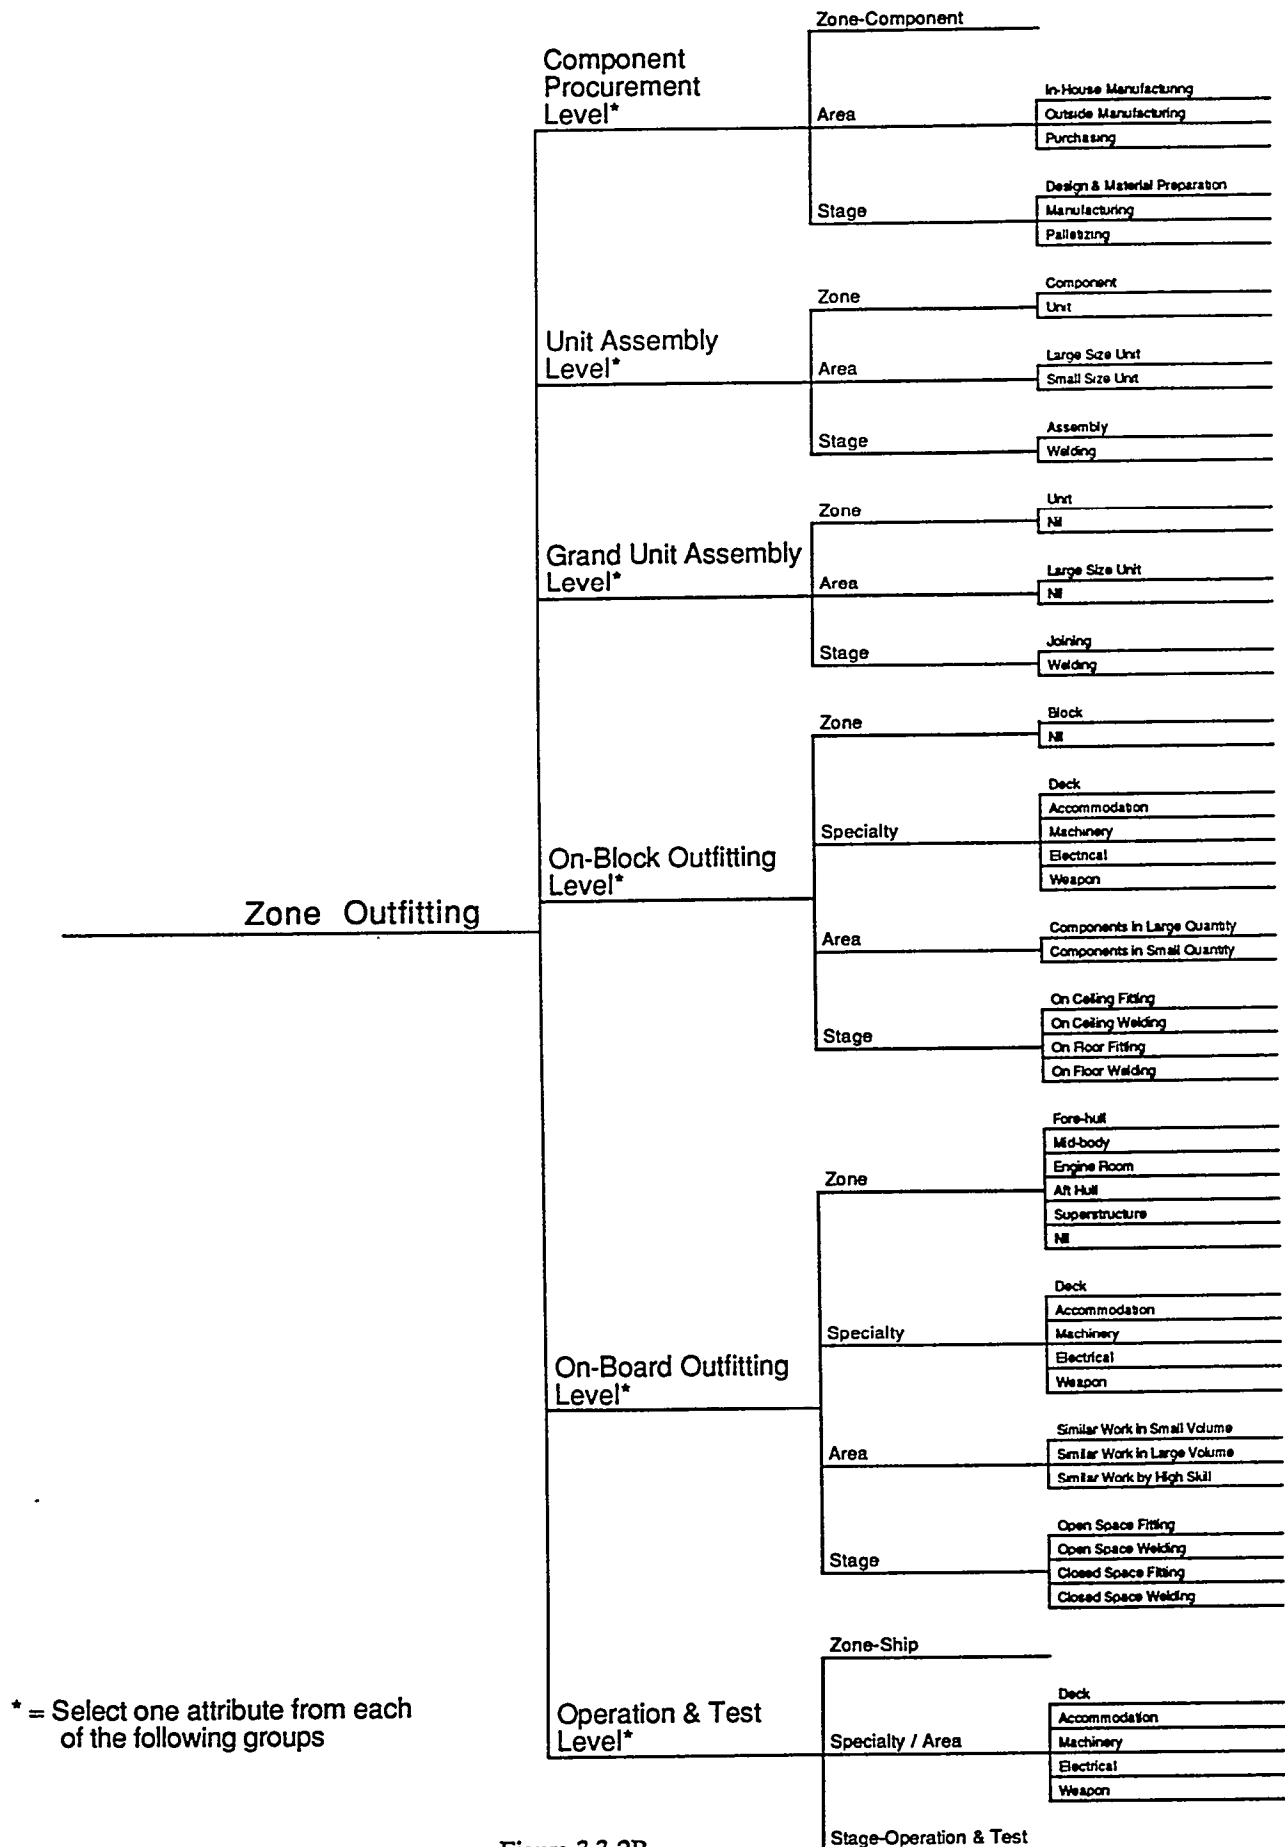 Zone-Component
Component
Procurement
Level*
In-House Manufacturing
Area
Outside Manufacturing
Purchasing
Design & Material Preparation
Stage
Manufacturing
Palletizing
Zone
Component
Unit
Unit Assembly
Level*
Large Size Unit
Area
Small Size Unit
Assembly
Stage
Welding
Unit
Zone
Nil
Grand Unit Assembly
Level*
Large Size Unit
Area
Nil
Joining
Stage
Welding
Block
Zone
Nil
Deck
Accommodation
Specialty
Machinery
Electrical
Weapon
On-Block Outfitting
Level*
Zone Outfitting
Components in Large Quantity
Area
Components in Small Quantity
On Ceiling Fitting
On Ceiling Welding
Stage
On Floor Fitting
On Floor Welding
Fore-hull
Mid-body
Engine Room
Zone
Aft Hull
Superstructure
Nil
Deck
Accommodation
Specialty
Machinery
Electrical
Weapon
On-Board Outfitting
Level*
Similar Work in Small Volume
Area
Similar Work in Large Volume
Similar Work by High Skill
Open Space Fitting
Open Space Welding
Stage
Closed Space Fitting
Closed Space Welding
Zone-Ship
* = Select one attribute from each
of the following groups
Operation & Test
Level*
Deck
Accommodation
Specialty / Area
Machinery
Electrical
Weapon
Stage-Operation & Test